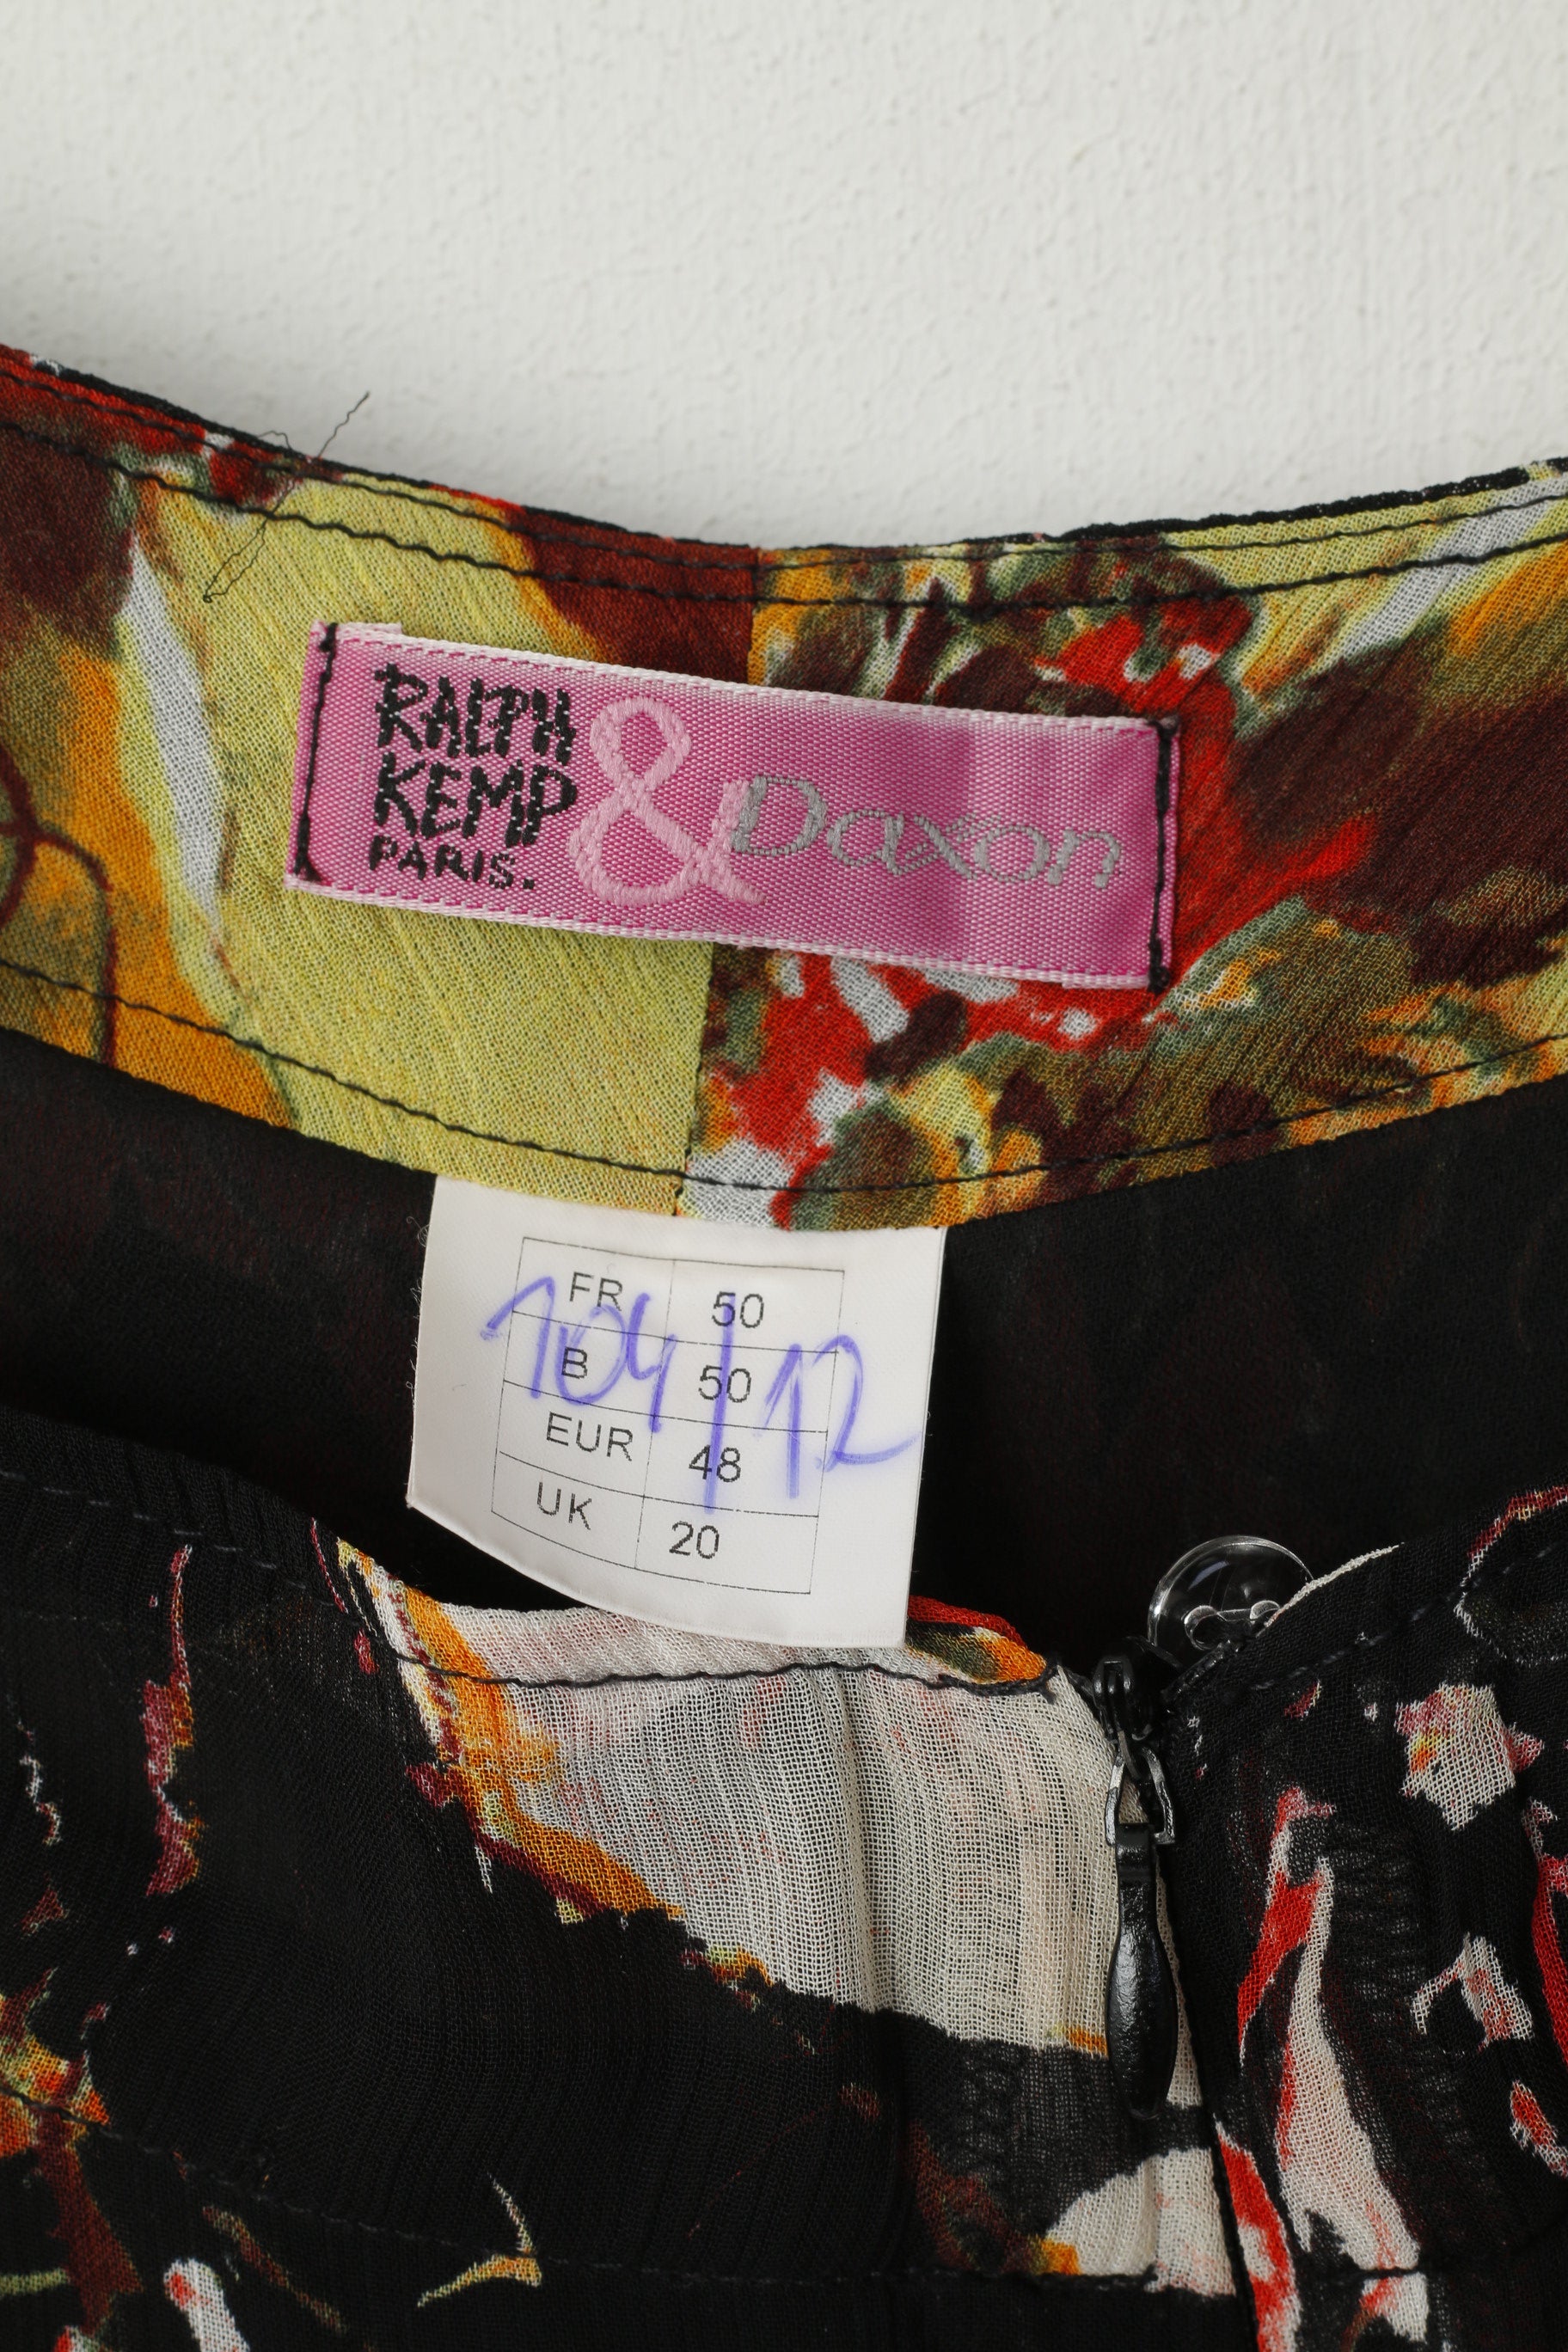 RALPH
KEMP
PARIS.
& Daxon
FR 50
B 50
EUR 48
UK 20
104/12